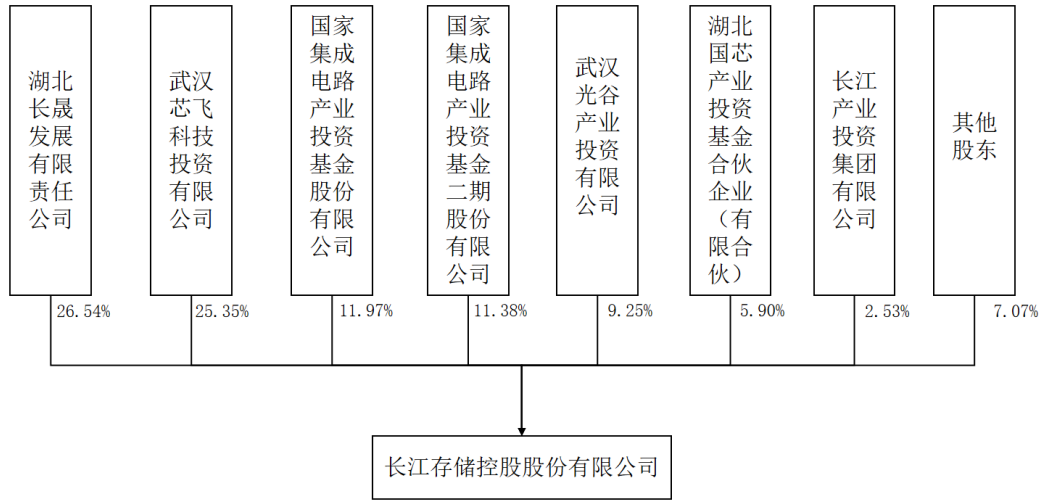 湖北
长晟
发展
有限
责任
公司
武汉
芯飞
科技
投资
有限
公司
国家
集成
电路
产业
投资
基金
股份
有限
公司
国家
集成
电路
产业
投资
基金
二期
股份
有限
公司
武汉
光谷
产业
投资
有限
公司
湖北
国芯
产业
投资
基金
合伙
企业
（有
限合
伙）
长江
产业
投资
集团
有限
公司
其他
股东
26.54%
25.35%
11.97%
11.38%
9.25%
5.90%
2.53%
7.07%
长江存储控股股份有限公司